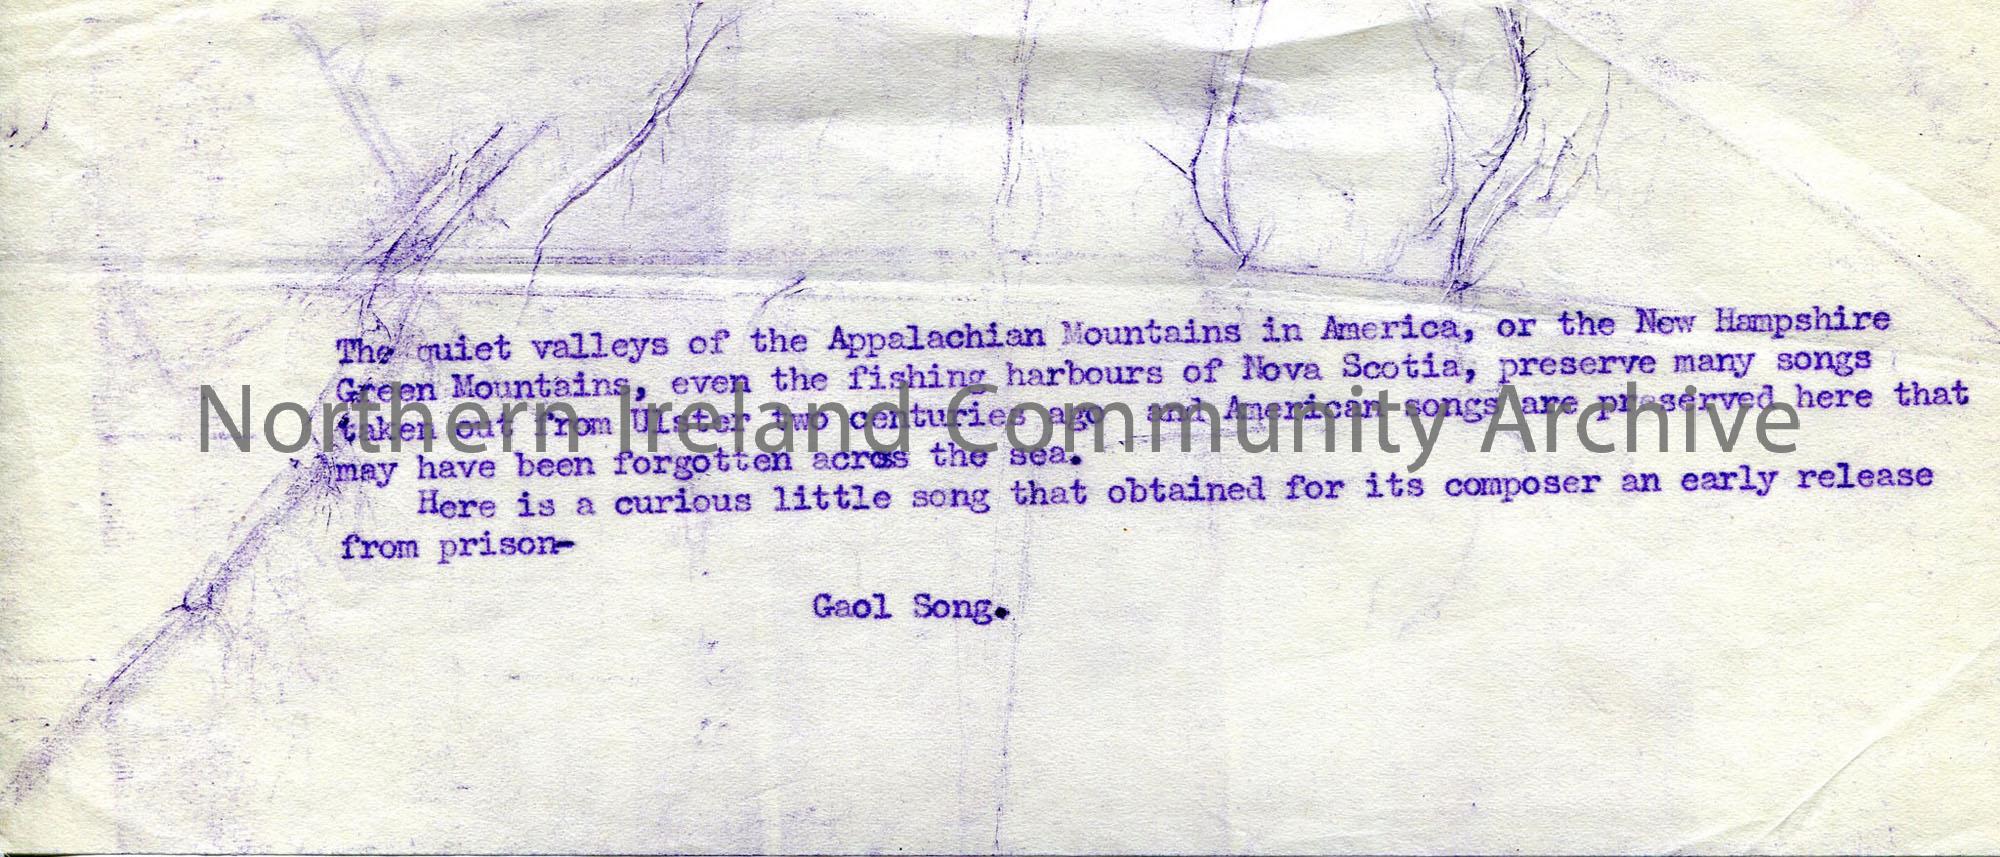 The quiet valleys of the Appalachian Mountains in America, or the New Hampshire
Green Mountains, even the fishing harbours of Nova Scotia, preserve many songs
taken out from Ulster two centuries ago and American songs are preserved here that
may have been forgotten across the sea.
Here is a curious little song that obtained for its composer an early release
from prison-
Gaol Song.
Northern Ireland Community Archive